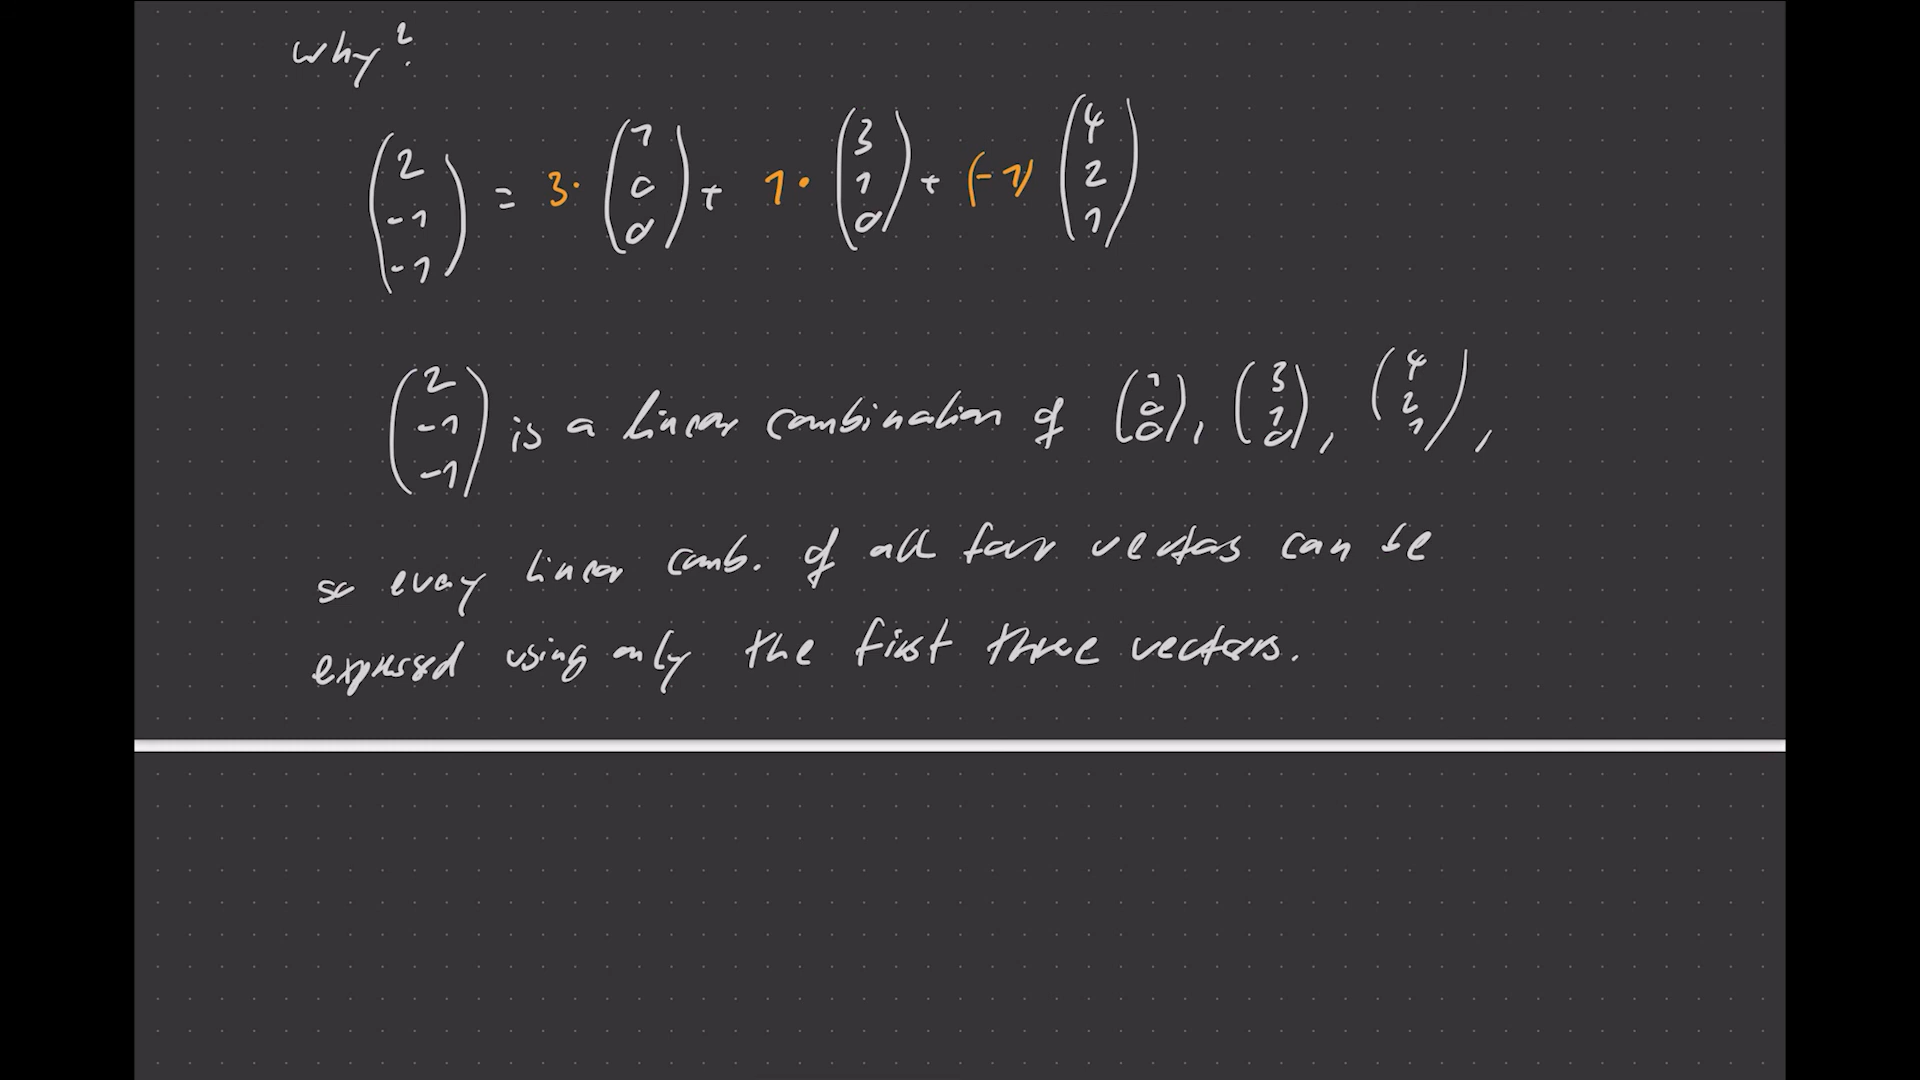 why?
(2 -1 -1) = 3· (1 0 0) + 1· (3 1 0) + (-1) (4 2 1)
(2 -1 -1) is a linear combination of (1 0 0), (3 1 0), (4 2 1),
so every linear comb. of all four vectors can be
expressed using only the first three vectors.